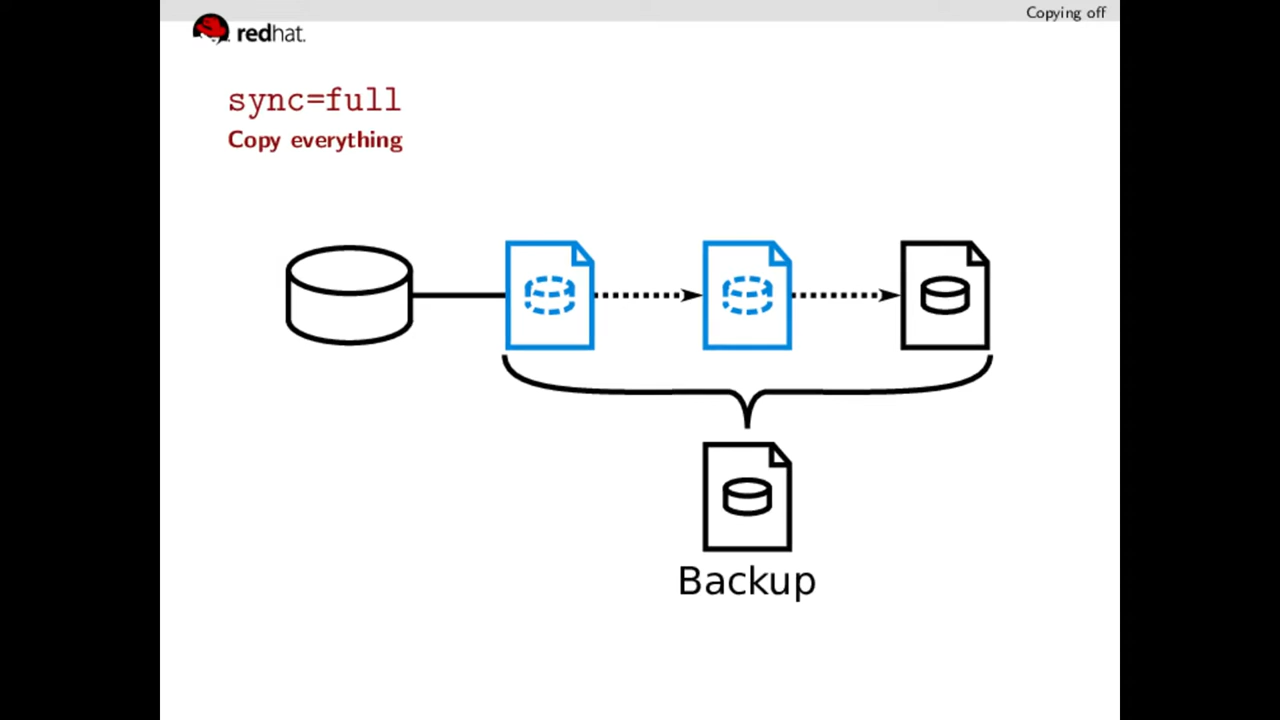 Copying off
redhat.
sync=full
Copy everything
Backup